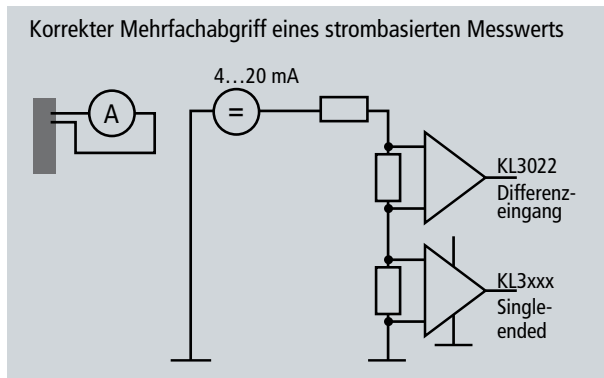 Korrekter Mehrfachabgriff eines strombasierten Messwerts
4…20 mA
A
=
KL3022
Differenz-
eingang
KL3xxx
Single-
ended